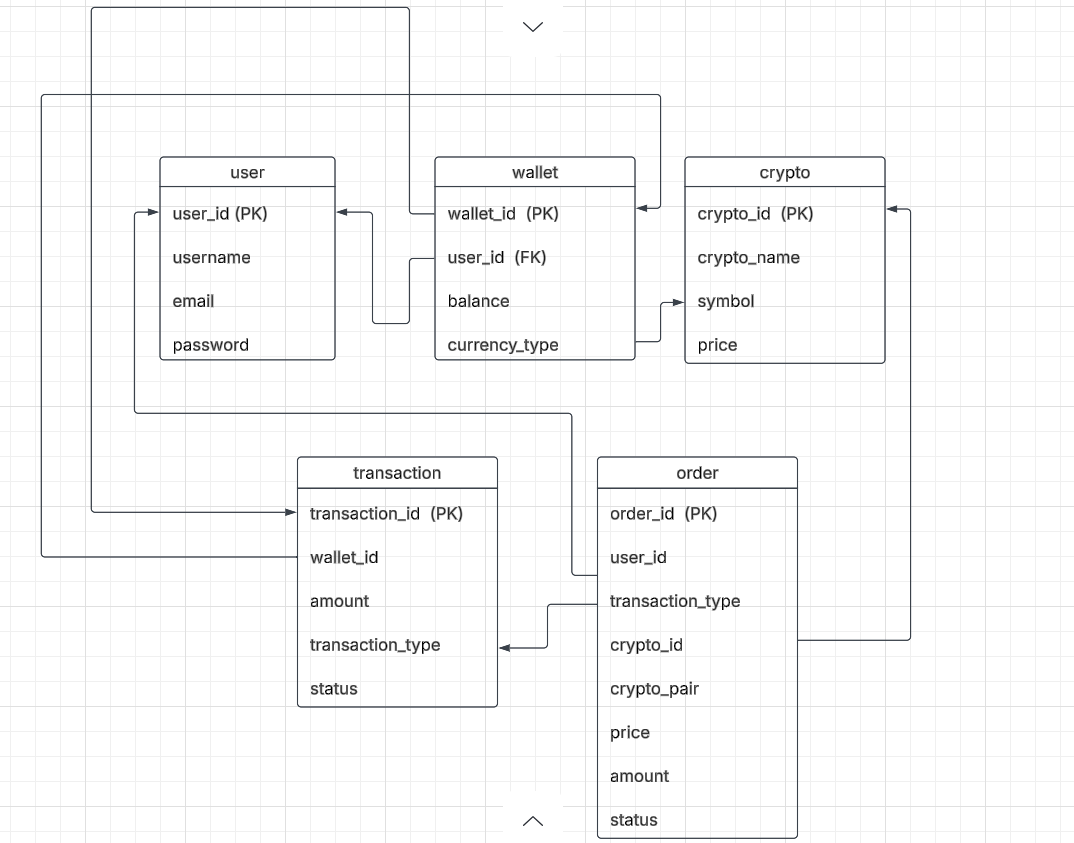 user
user_id (PK)
username
email
password
wallet
wallet_id (PK)
user_id (FK)
balance
currency_type
crypto
crypto_id (PK)
crypto_name
symbol
price
transaction
transaction_id (PK)
wallet_id
amount
transaction_type
status
order
order_id (PK)
user_id
transaction_type
crypto_id
crypto_pair
price
amount
status